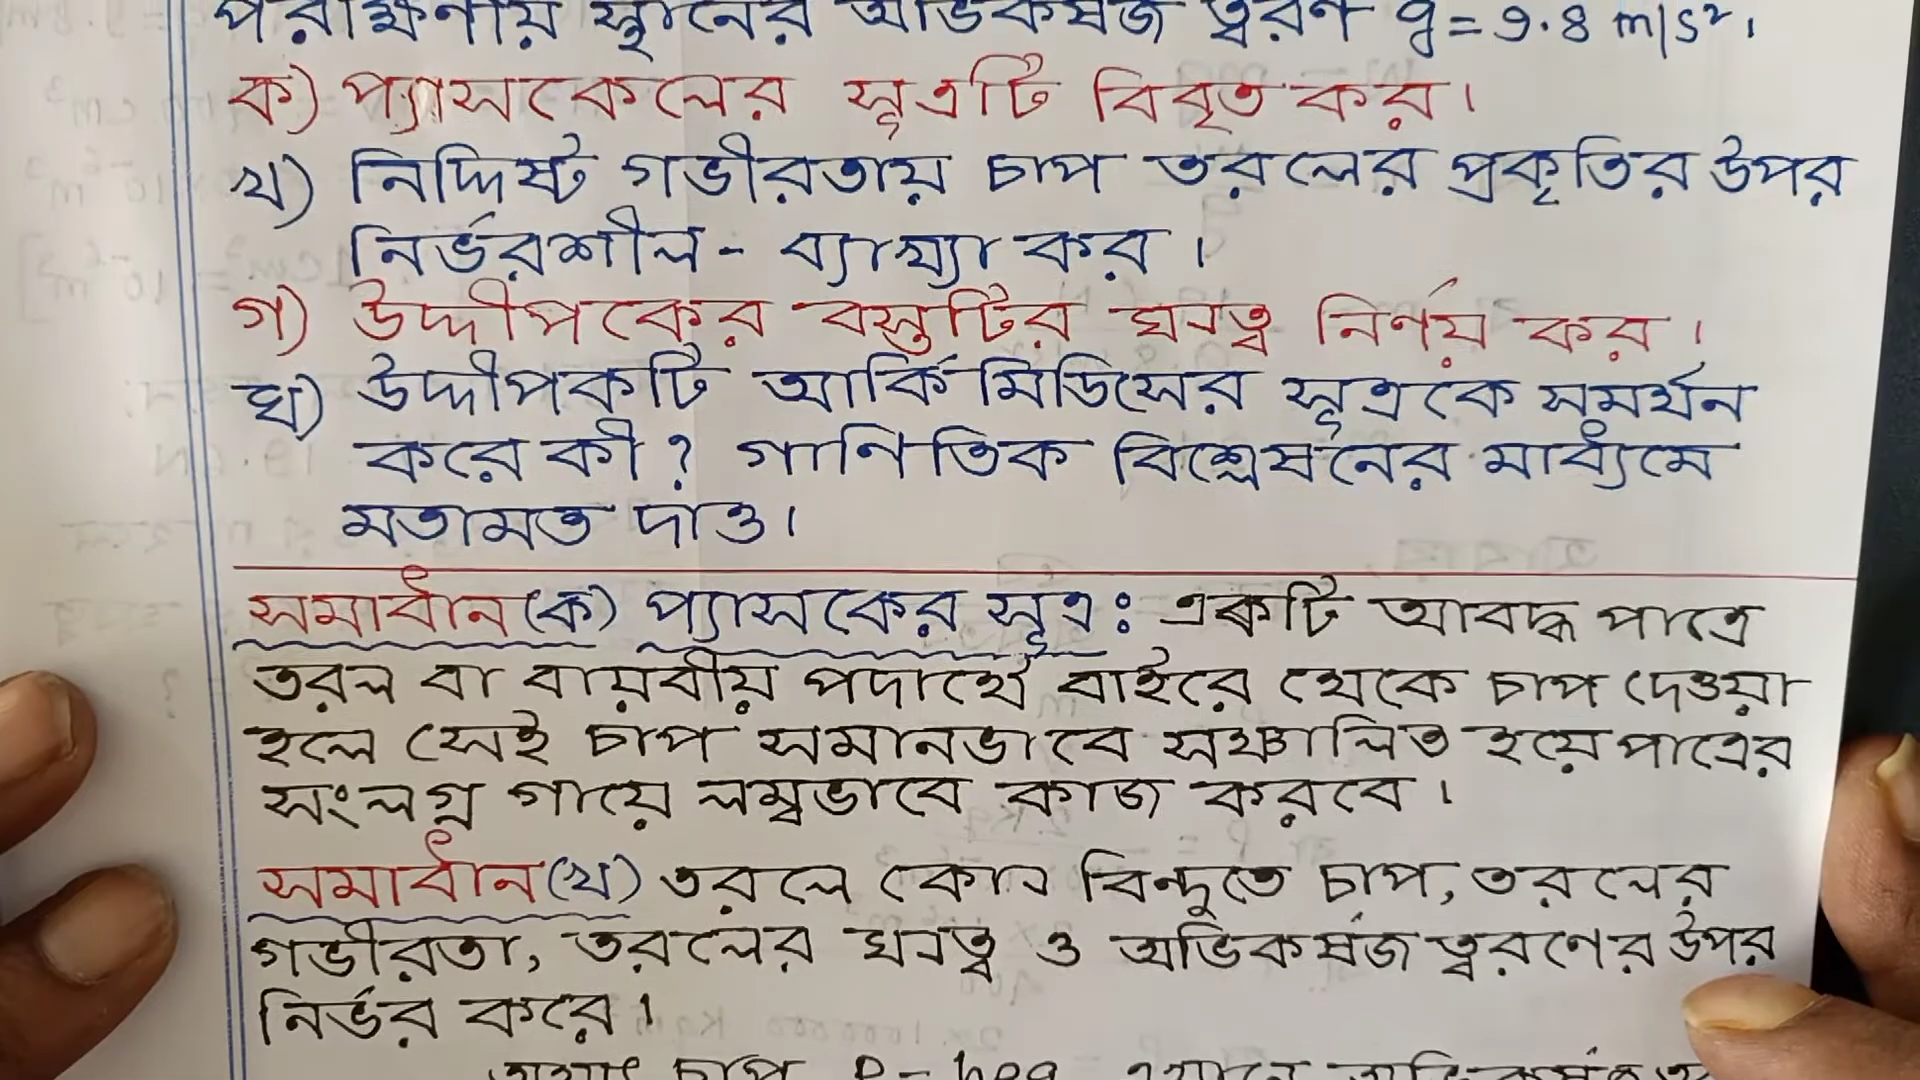 পরীক্ষণীয় স্থানের অভিকর্ষজ ত্বরণ g = 9.8 m/s²।
ক) প্যাসকেলের সূত্রটি বিবৃত কর।
খ) নিদ্দিষ্ট গভীরতায় চাপ তরলের প্রকৃতির উপর
নির্ভরশীল - ব্যাখ্যা কর।
গ) উদ্দীপকের বস্তুটির ঘনত্ব নির্ণয় কর।
ঘ) উদ্দীপকটি আর্কিমিডিসের সূত্রকে সমর্থন
করে কী? গাণিতিক বিশ্লেষনের মাধ্যমে
মতামত দাও।
সমাধান (ক) প্যাসকের সূত্র: একটি আবদ্ধ পাত্রে
তরল বা বায়বীয় পদার্থে বাইরে থেকে চাপ দেওয়া
হলে সেই চাপ সমানভাবে সঞ্চালিত হয়ে পাত্রের
সংলগ্ন গায়ে লম্বভাবে কাজ করবে।
সমাধান (খ) তরলে কোন বিন্দুতে চাপ, তরলের
গভীরতা, তরলের ঘনত্ব ও অভিকর্ষজ ত্বরণের উপর
নির্ভর করে।
চাপ